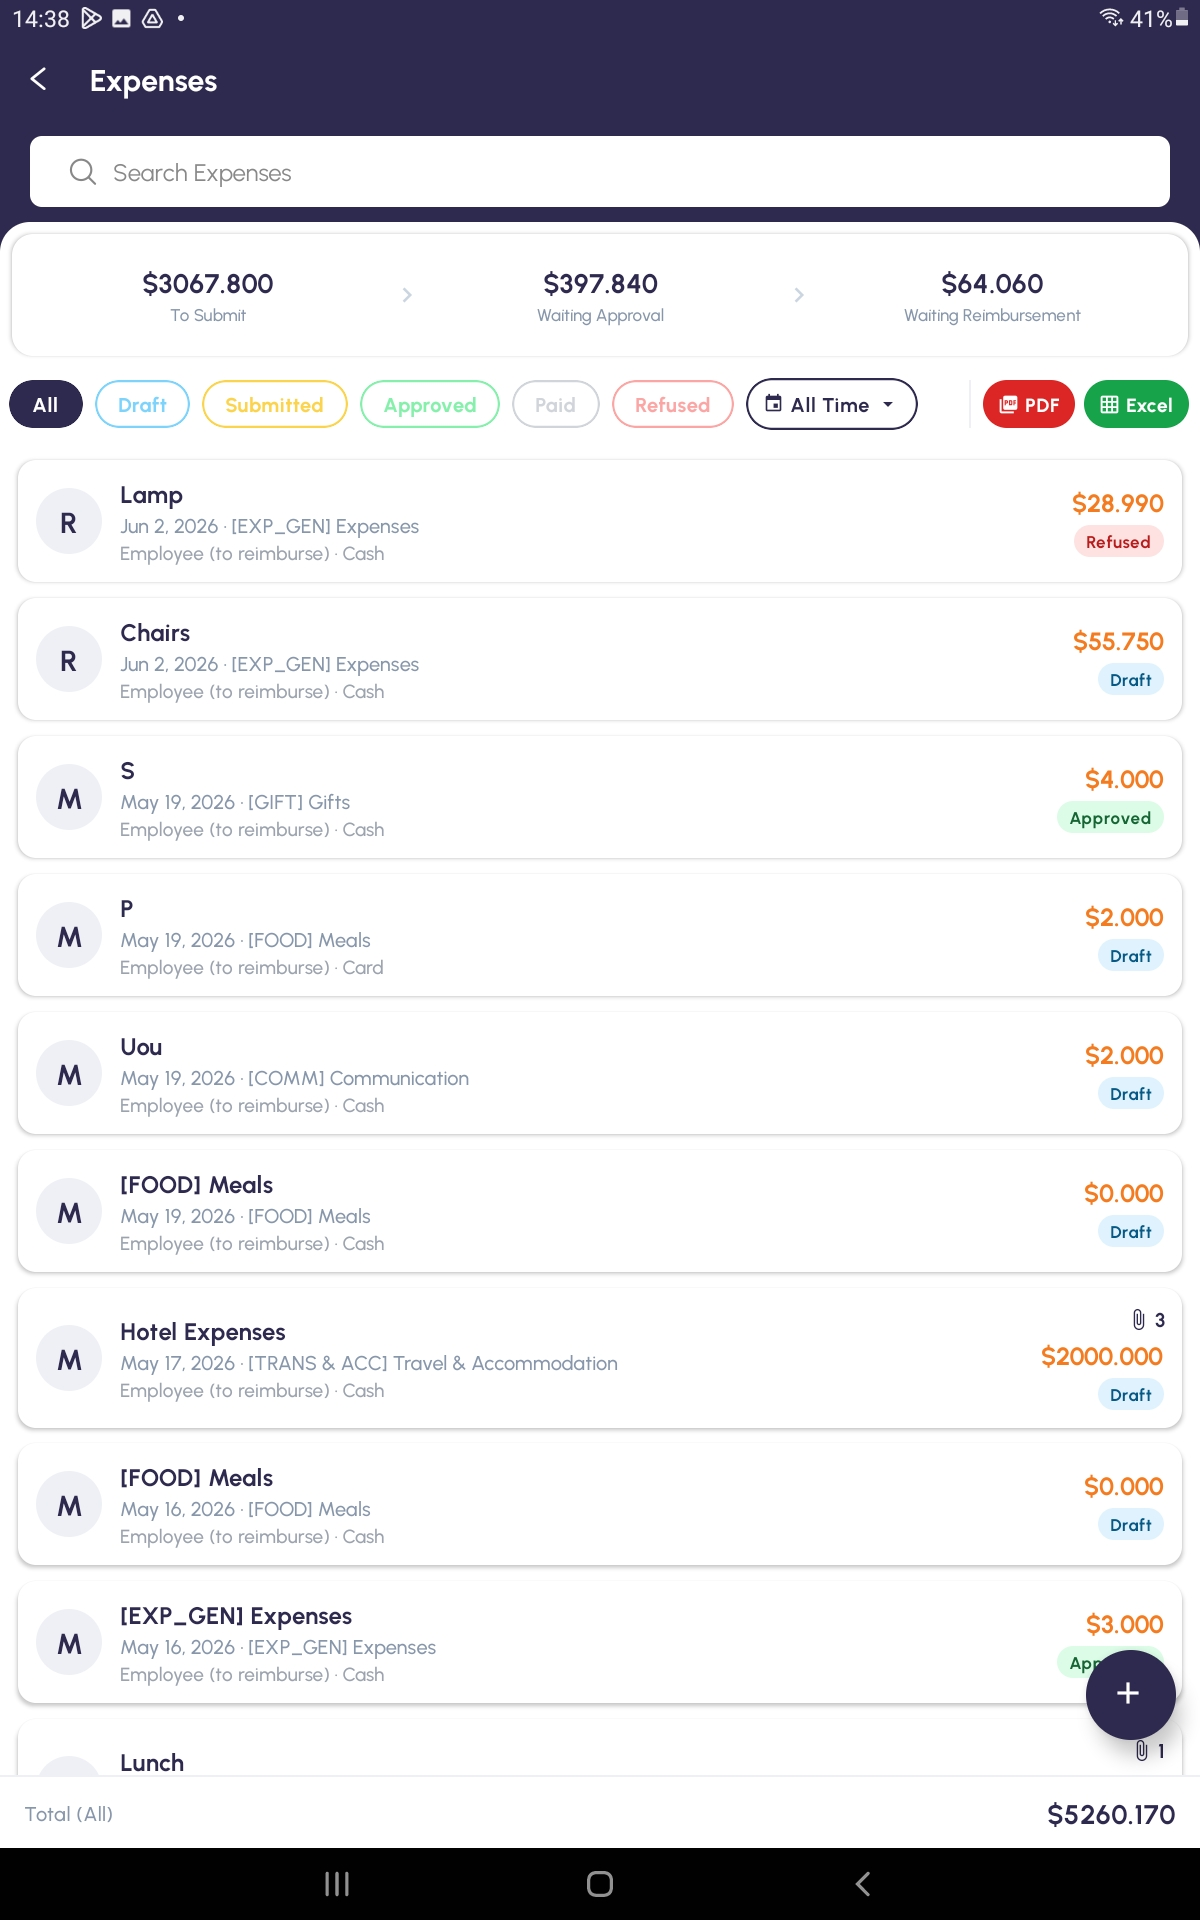 14:38
41%
Expenses
Search Expenses
$3067.800
To Submit
$397.840
Waiting Approval
$64.060
Waiting Reimbursement
All
Draft
Submitted
Approved
Paid
Refused
All Time
PDF
Excel
R
Lamp
Jun 2, 2026 · [EXP_GEN] Expenses
Employee (to reimburse) · Cash
$28.990
Refused
R
Chairs
Jun 2, 2026 · [EXP_GEN] Expenses
Employee (to reimburse) · Cash
$55.750
Draft
M
S
May 19, 2026 · [GIFT] Gifts
Employee (to reimburse) · Cash
$4.000
Approved
M
P
May 19, 2026 · [FOOD] Meals
Employee (to reimburse) · Card
$2.000
Draft
M
Uou
May 19, 2026 · [COMM] Communication
Employee (to reimburse) · Cash
$2.000
Draft
M
[FOOD] Meals
May 19, 2026 · [FOOD] Meals
Employee (to reimburse) · Cash
$0.000
Draft
M
Hotel Expenses
May 17, 2026 · [TRANS & ACC] Travel & Accommodation
Employee (to reimburse) · Cash
3
$2000.000
Draft
M
[FOOD] Meals
May 16, 2026 · [FOOD] Meals
Employee (to reimburse) · Cash
$0.000
Draft
M
[EXP_GEN] Expenses
May 16, 2026 · [EXP_GEN] Expenses
Employee (to reimburse) · Cash
$3.000
Lunch
1
Total (All)
$5260.170